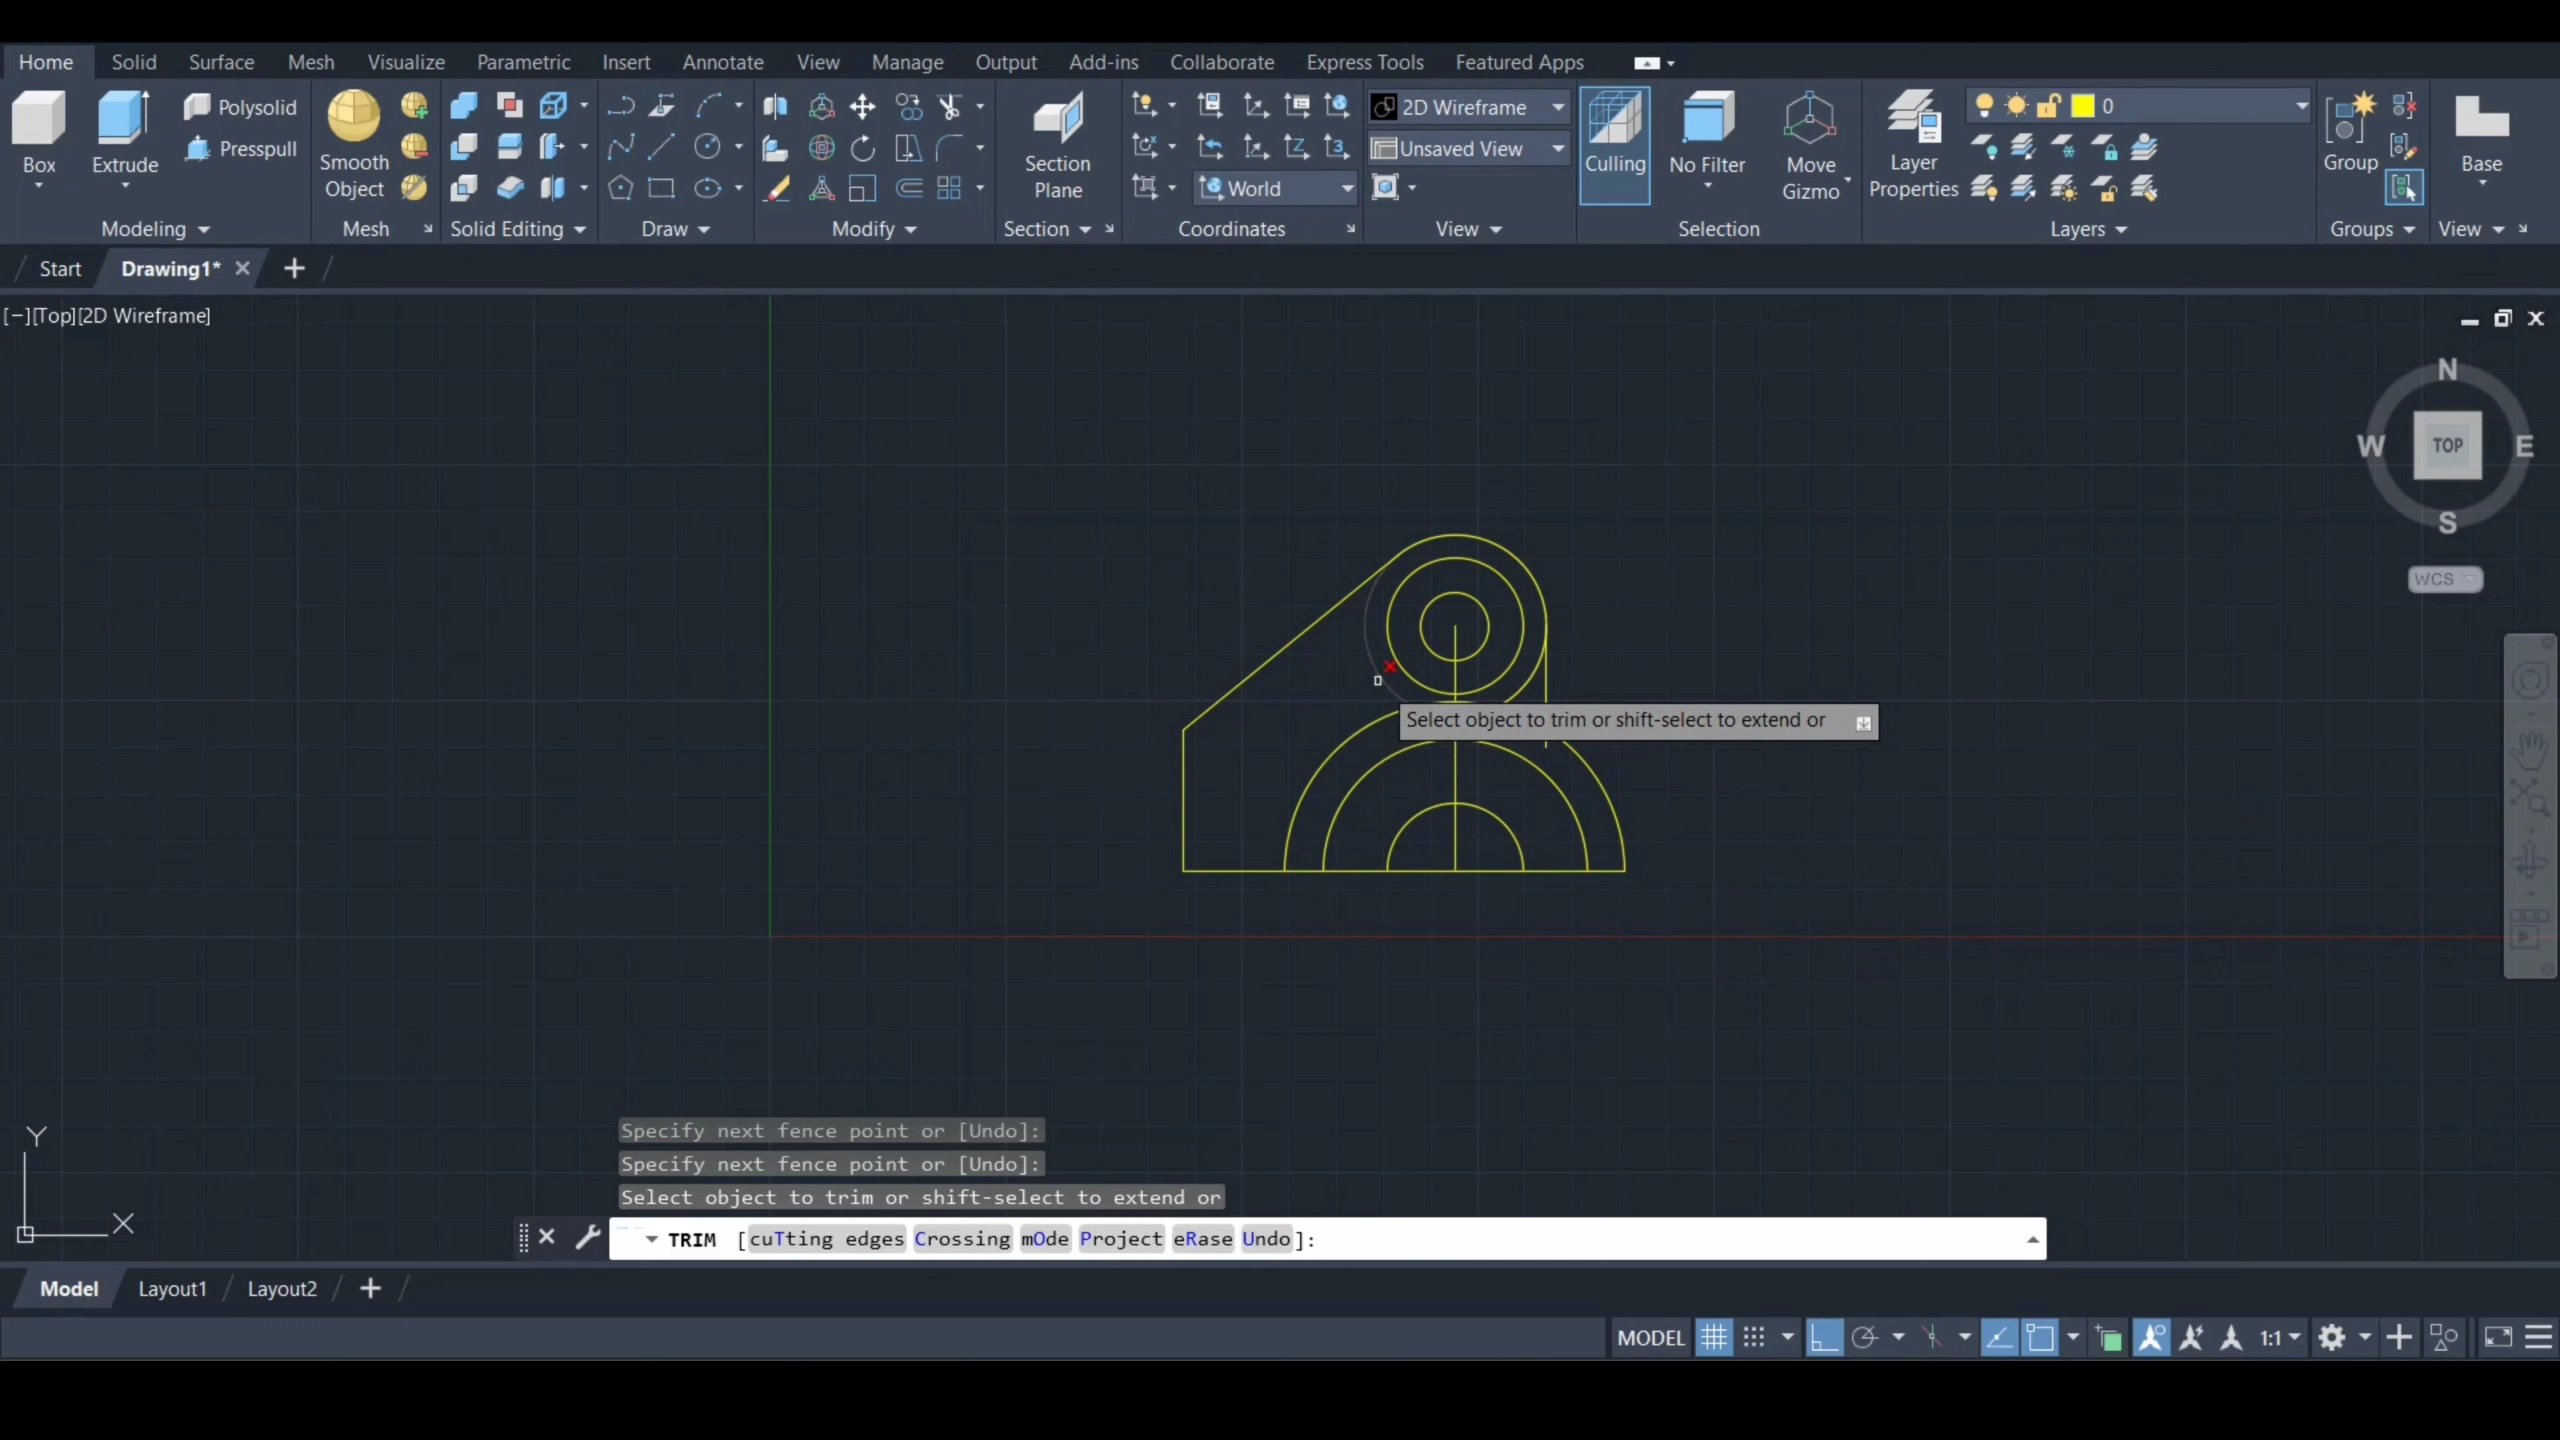 Home Solid Surface Mesh Visualize Parametric Insert Annotate View Manage Output Add-ins Collaborate Express Tools Featured Apps
Box
Extrude
Polysolid
Presspull
Smooth
Object
Section
Plane
World
2D Wireframe
Unsaved View
Culling
No Filter
Move
Gizmo
Layer
Properties
0
Group
Base
Modeling Mesh Solid Editing Draw Modify Section Coordinates View Selection Layers Groups View
Start Drawing1*
[−][Top][2D Wireframe]
N
W TOP E
S
WCS
Select object to trim or shift-select to extend or
Y
X
Specify next fence point or [Undo]:
Specify next fence point or [Undo]:
Select object to trim or shift-select to extend or
TRIM [cuTting edges Crossing mOde Project eRase Undo]:
Model Layout1 Layout2
MODEL 1:1